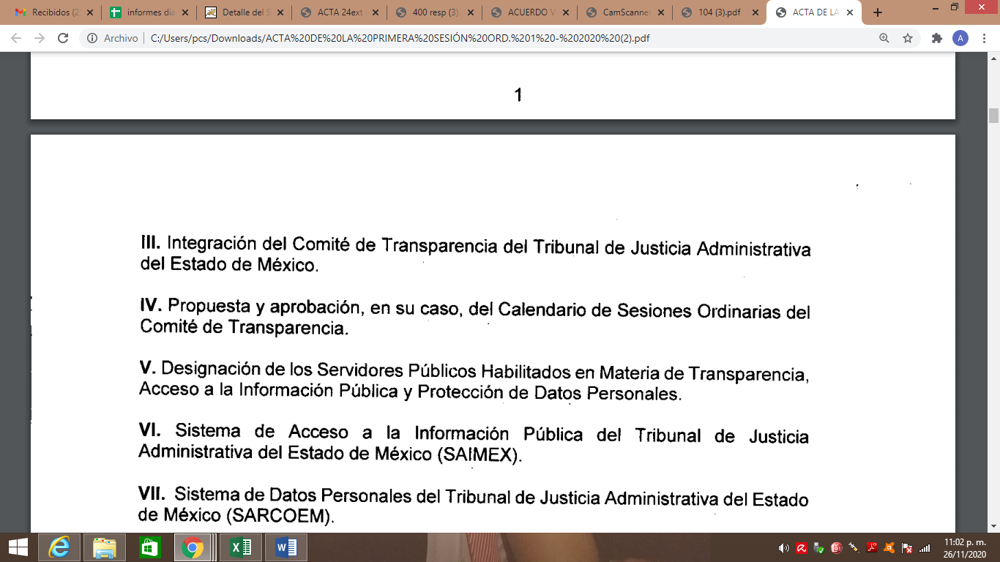 Recibidos (2
informes dia
Detalle del S
ACTA 24ext
400 resp (3)
ACUERDO V
CamScanner
104 (3).pdf
ACTA DE LA
Archivo
C:/Users/pcs/Downloads/ACTA%20DE%20LA%20PRIMERA%20SESIÓN%20ORD.%201%20-%202020%20(2).pdf
A
1
III. Integración del Comité de Transparencia del Tribunal de Justicia Administrativa
del Estado de México.
IV. Propuesta y aprobación, en su caso, del Calendario de Sesiones Ordinarias del
Comité de Transparencia.
V. Designación de los Servidores Públicos Habilitados en Materia de Transparencia,
Acceso a la Información Pública y Protección de Datos Personales.
VI. Sistema de Acceso a la Información Pública del Tribunal de Justicia
Administrativa del Estado de México (SAIMEX).
VII. Sistema de Datos Personales del Tribunal de Justicia Administrativa del Estado
de México (SARCOEM).
11:02 p. m.
26/11/2020